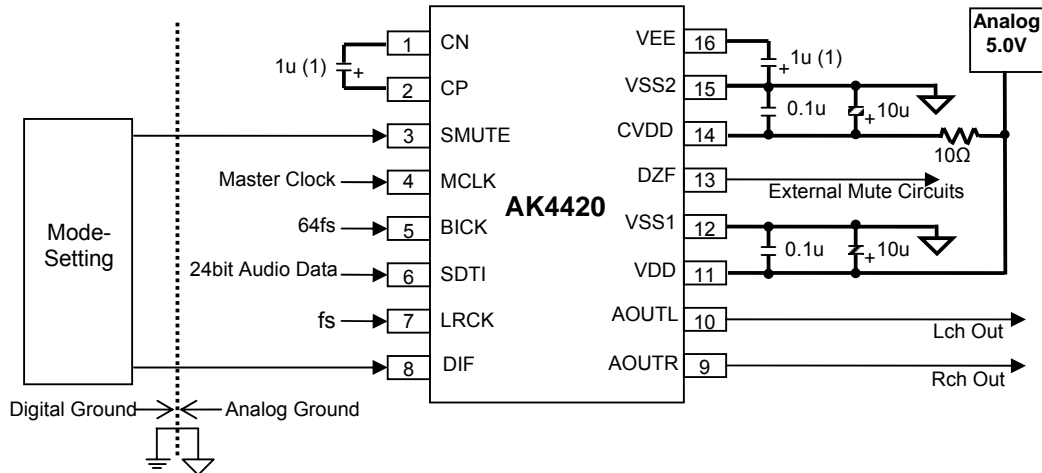 Mode-
Setting
Digital Ground
Analog Ground
1u (1)
+
1
CN
2
CP
3
SMUTE
Master Clock
4
MCLK
64fs
5
BICK
24bit Audio Data
6
SDTI
fs
7
LRCK
8
DIF
AK4420
VEE
16
1u (1)
+
VSS2
15
0.1u
+
10u
CVDD
14
10Ω
Analog
5.0V
DZF
13
External Mute Circuits
VSS1
12
0.1u
+
10u
VDD
11
AOUTL
10
Lch Out
AOUTR
9
Rch Out